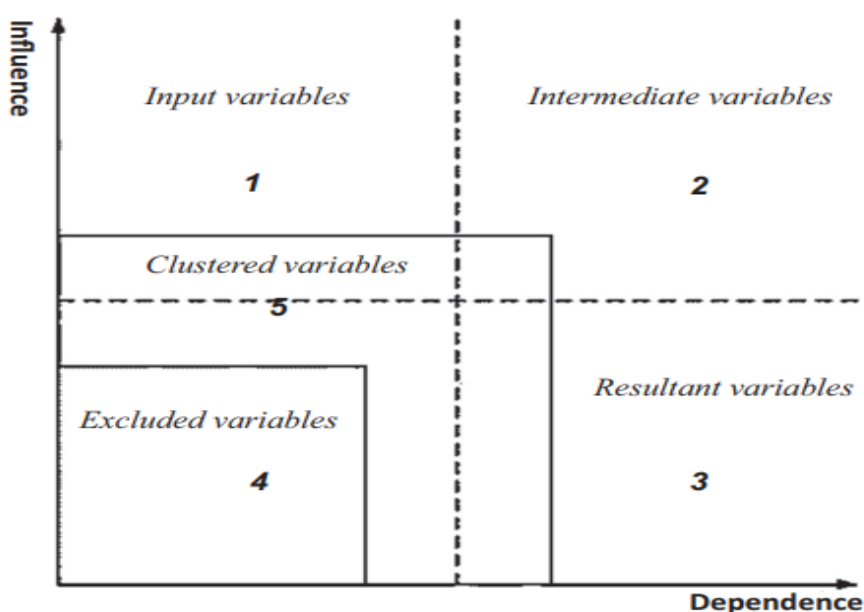 Influence
Input variables
Intermediate variables
1
2
Clustered variables
5
Resultant variables
Excluded variables
4
3
Dependence